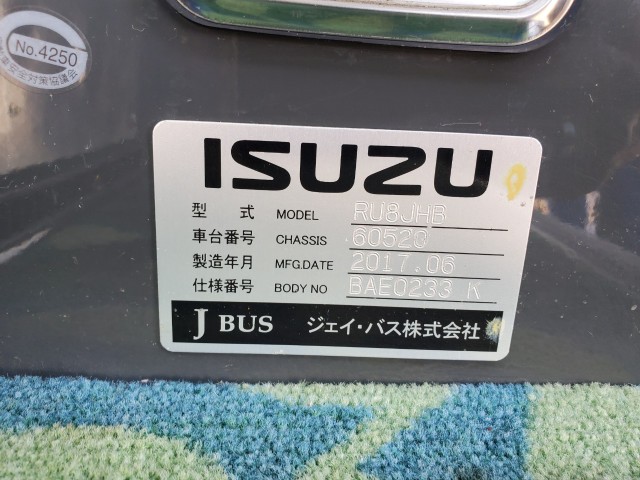 No.4250
ISUZU
型 式 MODEL RU8JHB
車台番号 CHASSIS 60520
製造年月 MFG.DATE 2017.06
仕様番号 BODY NO BAE0233 K
J BUS ジェイ・バス株式会社